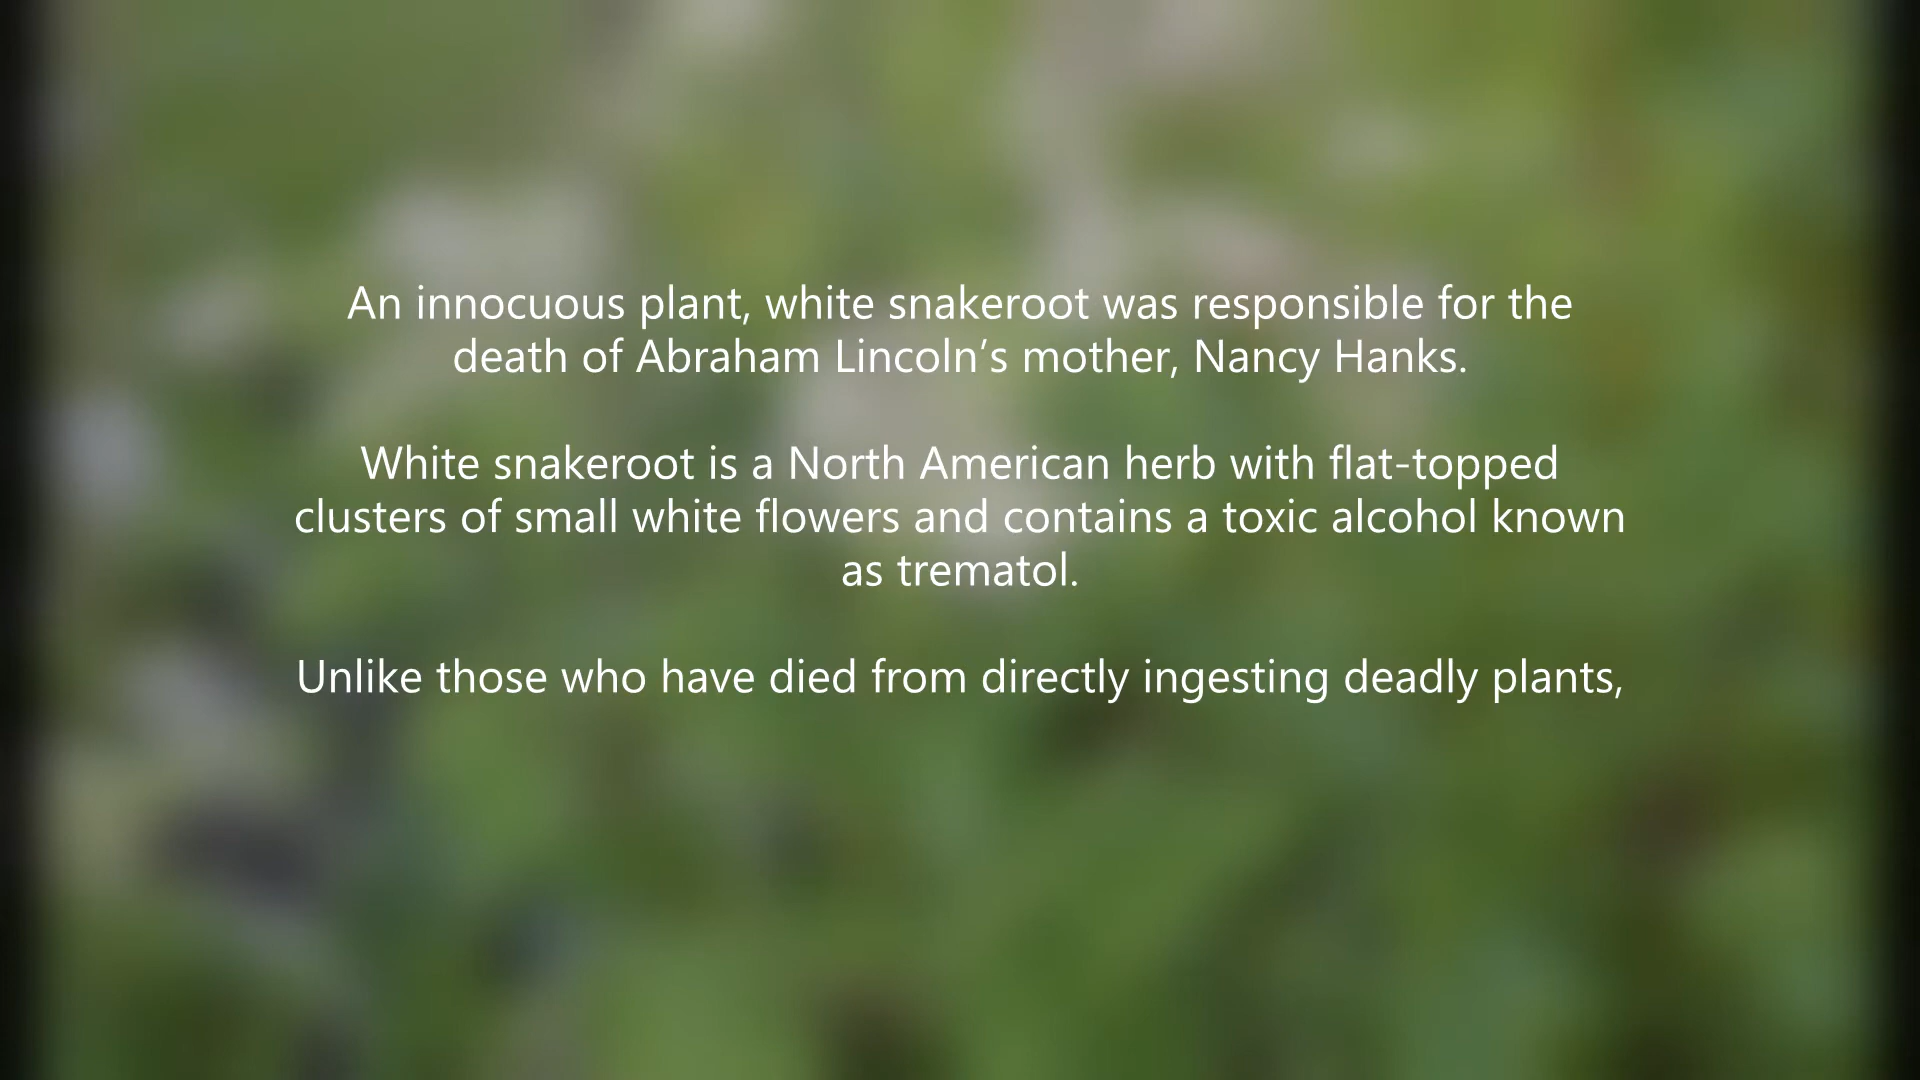 An innocuous plant, white snakeroot was responsible for the
death of Abraham Lincoln’s mother, Nancy Hanks.
White snakeroot is a North American herb with flat-topped
clusters of small white flowers and contains a toxic alcohol known
as trematol.
Unlike those who have died from directly ingesting deadly plants,